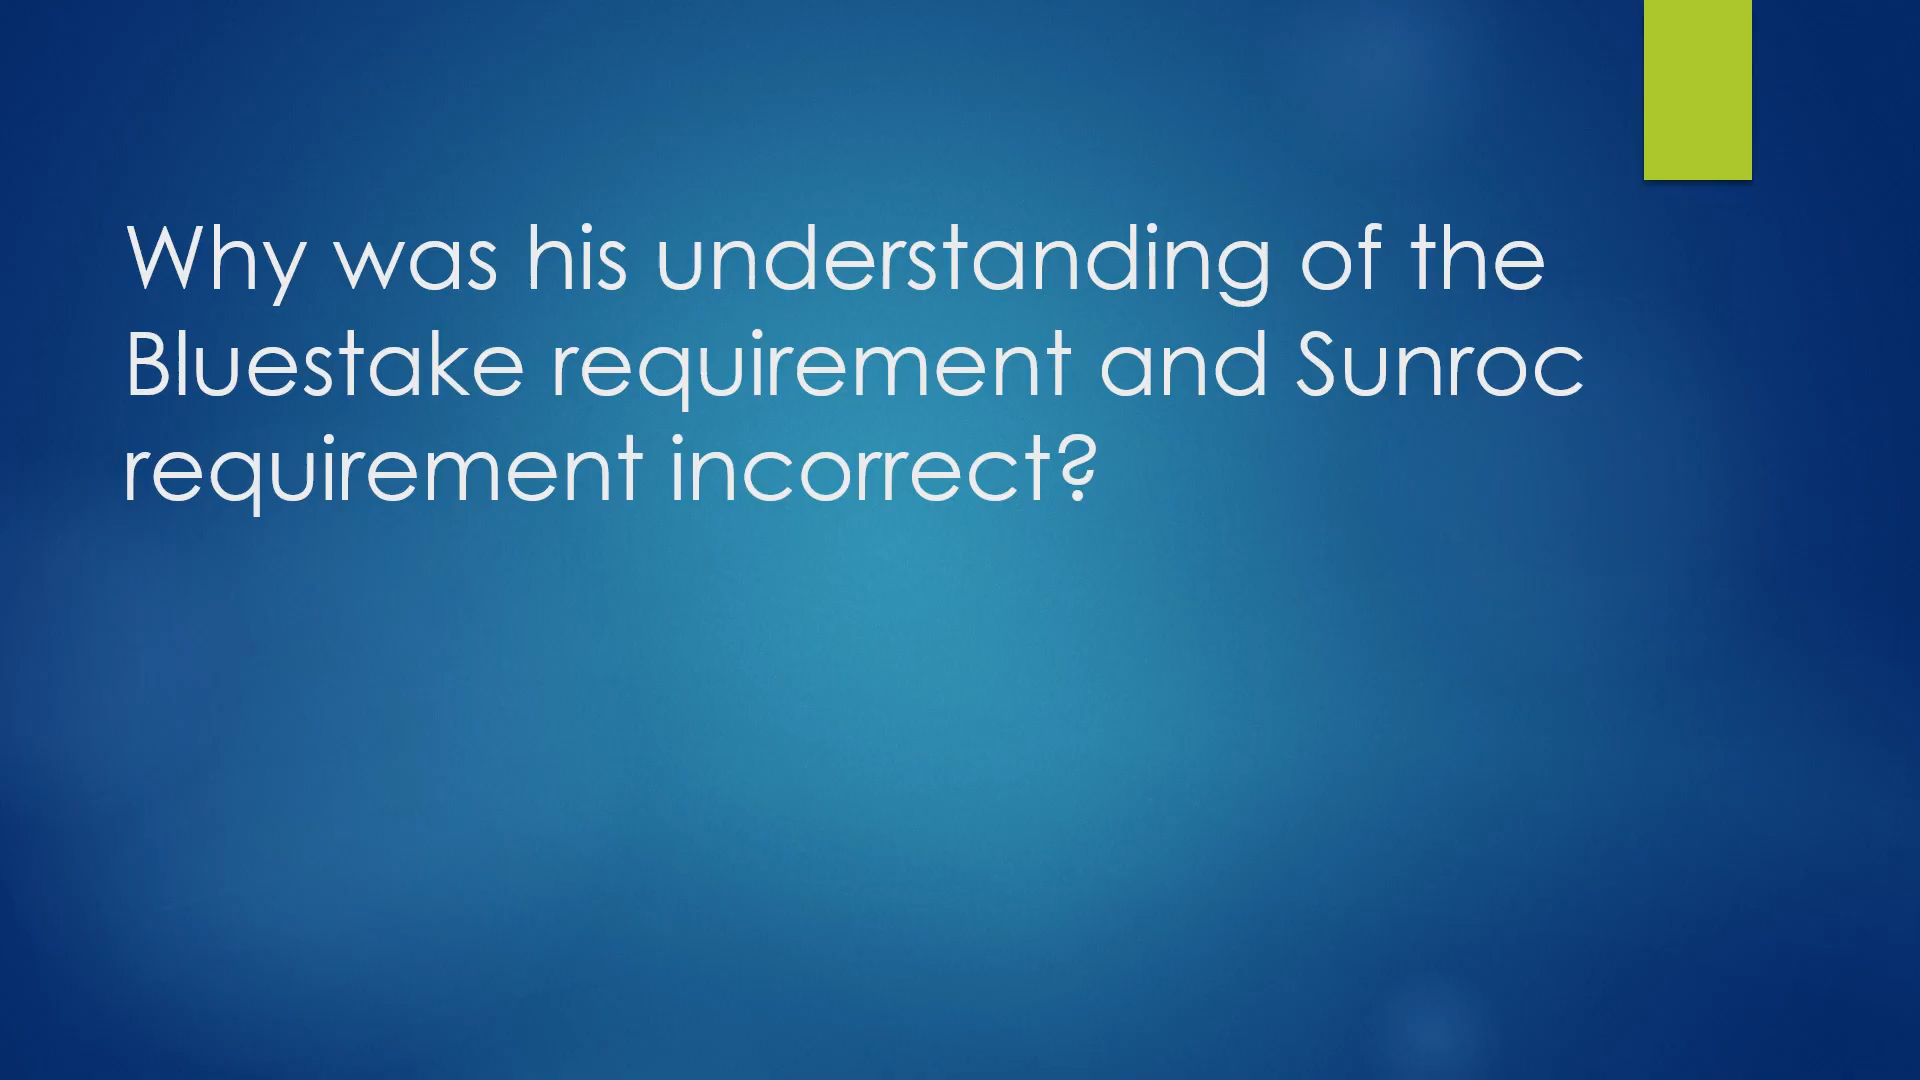 Why was his understanding of the
Bluestake requirement and Sunroc
requirement incorrect?